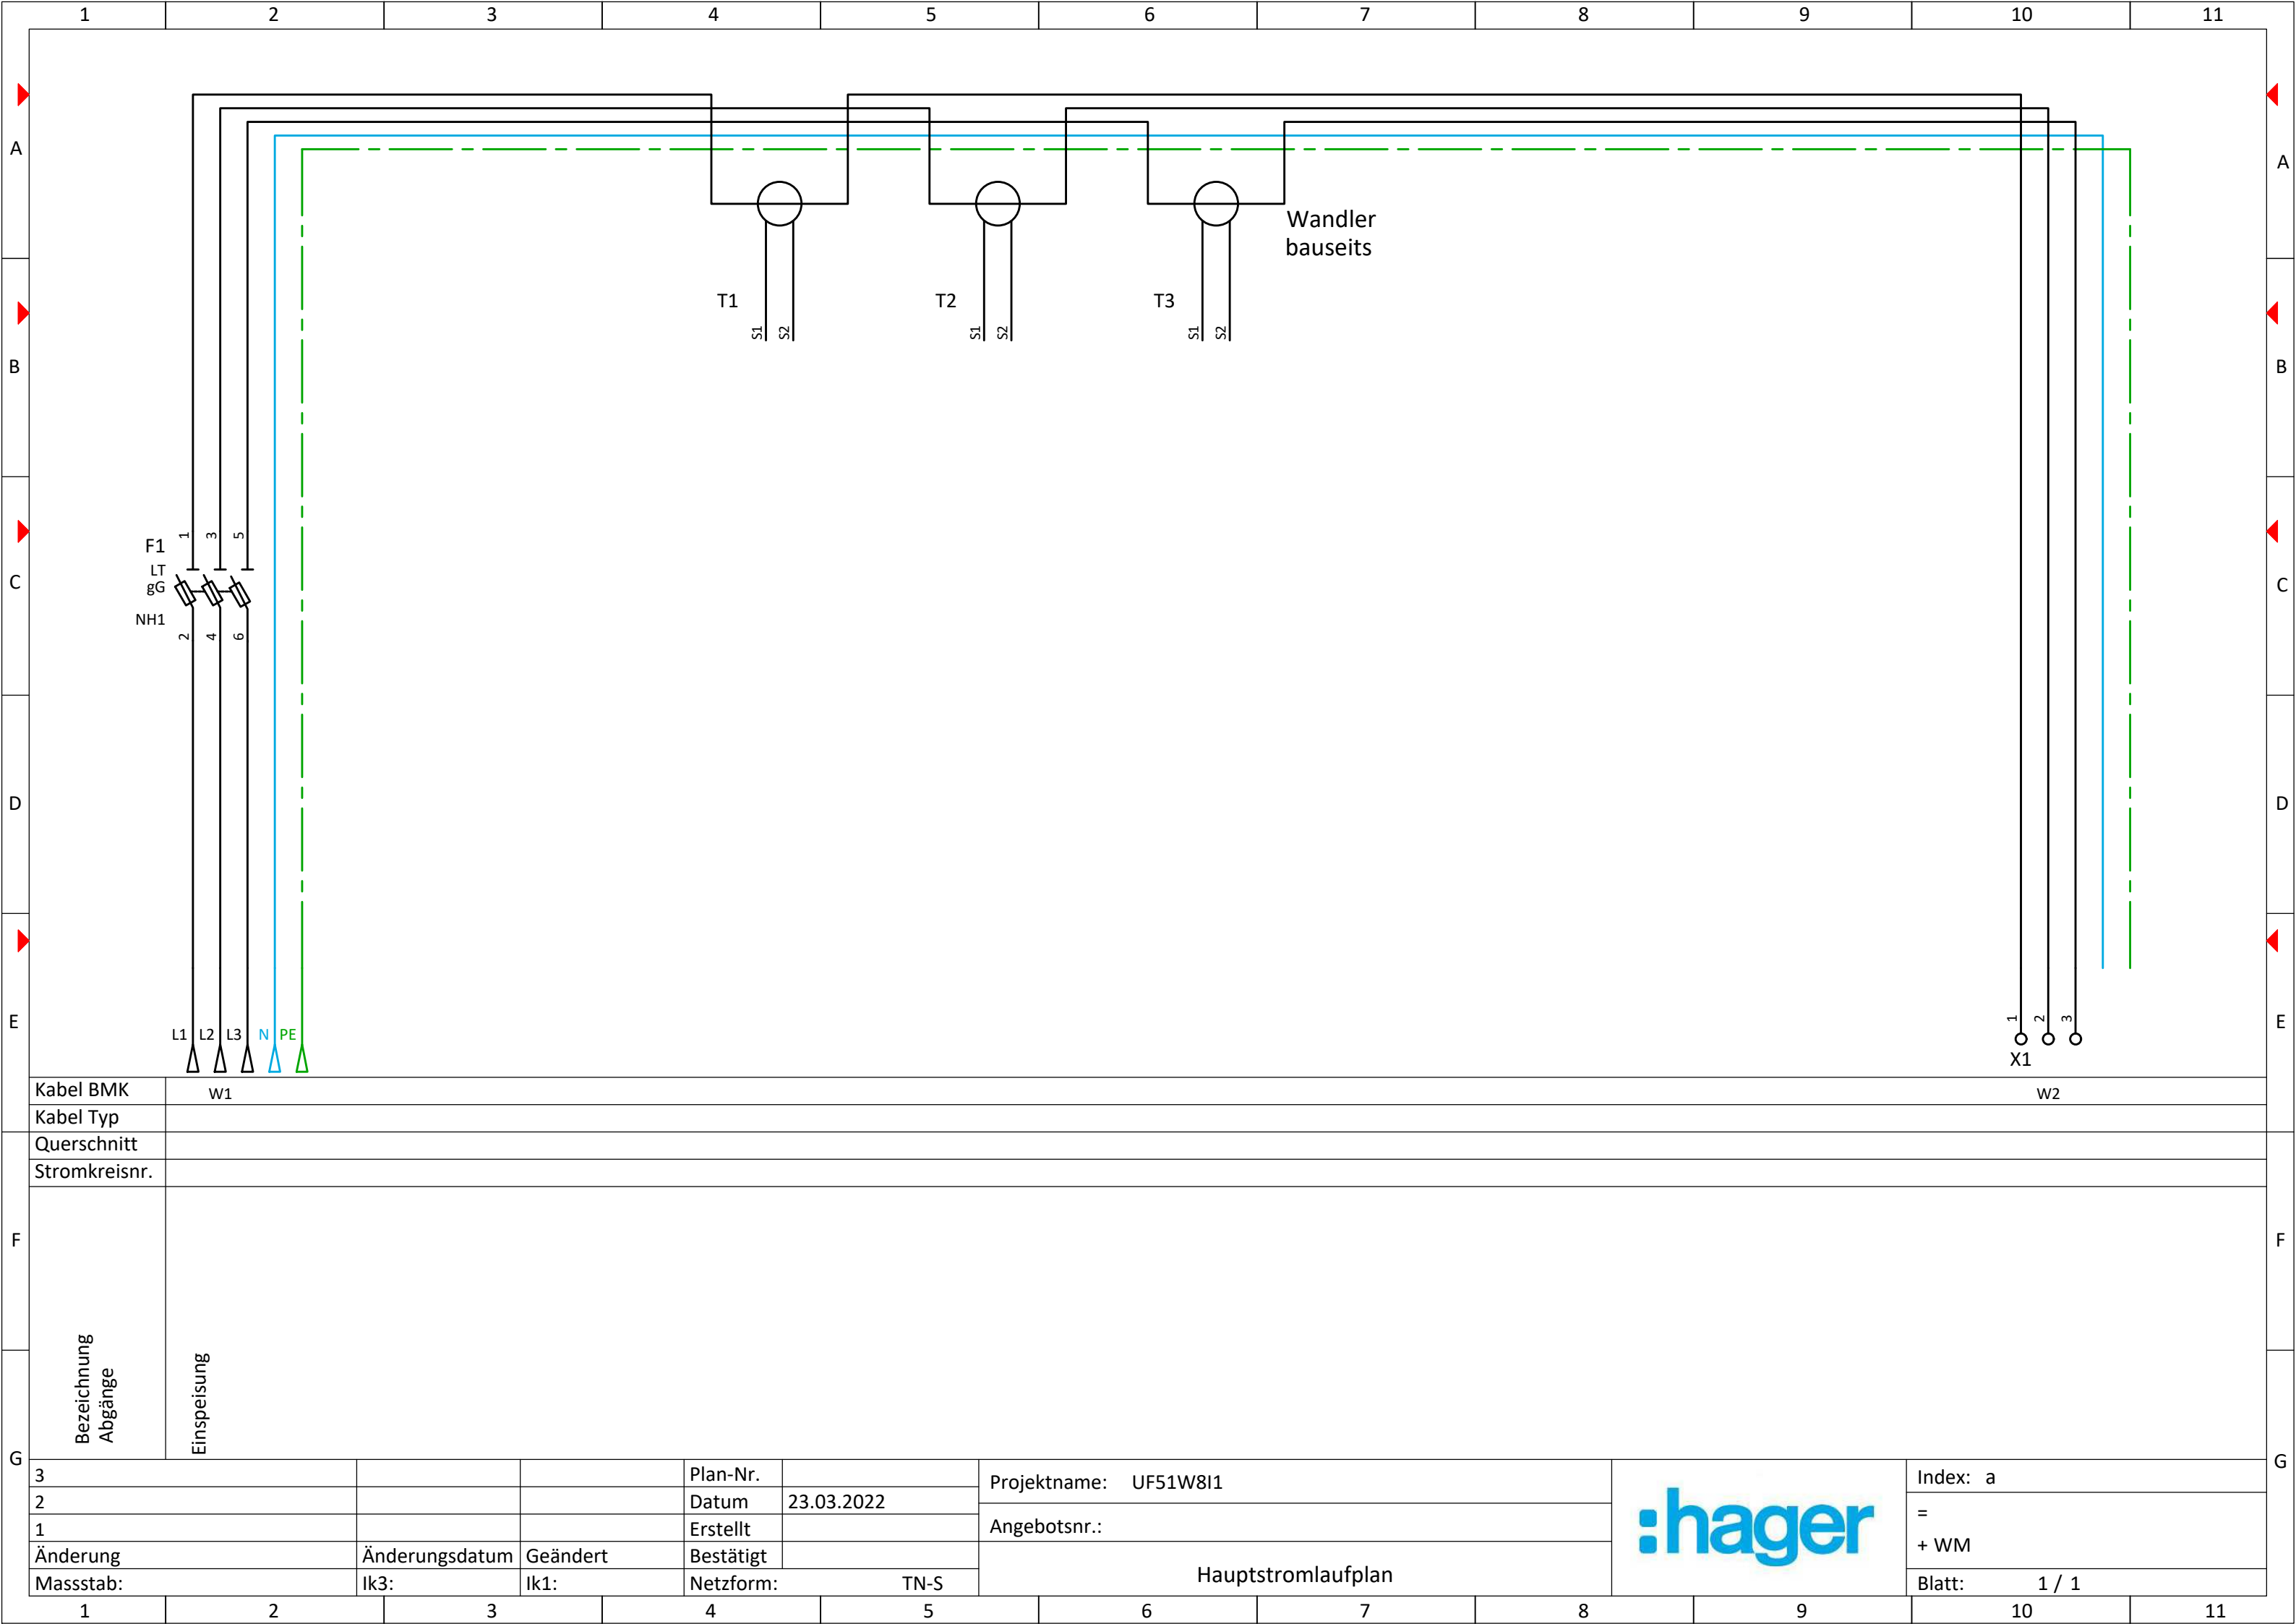 1 2 3 4 5 6 7 8 9 10 11
A A
Wandler
bauseits
T1 T2 T3
S1 S2 S1 S2 S1 S2
B B
F1 1 3 5
LT
gG
C C
NH1
2 4 6
D D
E E
L1 L2 L3 N PE
1 2 3
X1
Kabel BMK W1 W2
Kabel Typ
Querschnitt
Stromkreisnr.
F F
Bezeichnung
Abgänge
Einspeisung
G G
3 Plan-Nr. Projektname: UF51W8I1 Index: a
2 Datum 23.03.2022
1 Erstellt Angebotsnr.: =
Änderung Änderungsdatum Geändert Bestätigt + WM
Massstab: Ik3: Ik1: Netzform: TN-S Hauptstromlaufplan Blatt: 1 / 1
:hager
1 2 3 4 5 6 7 8 9 10 11